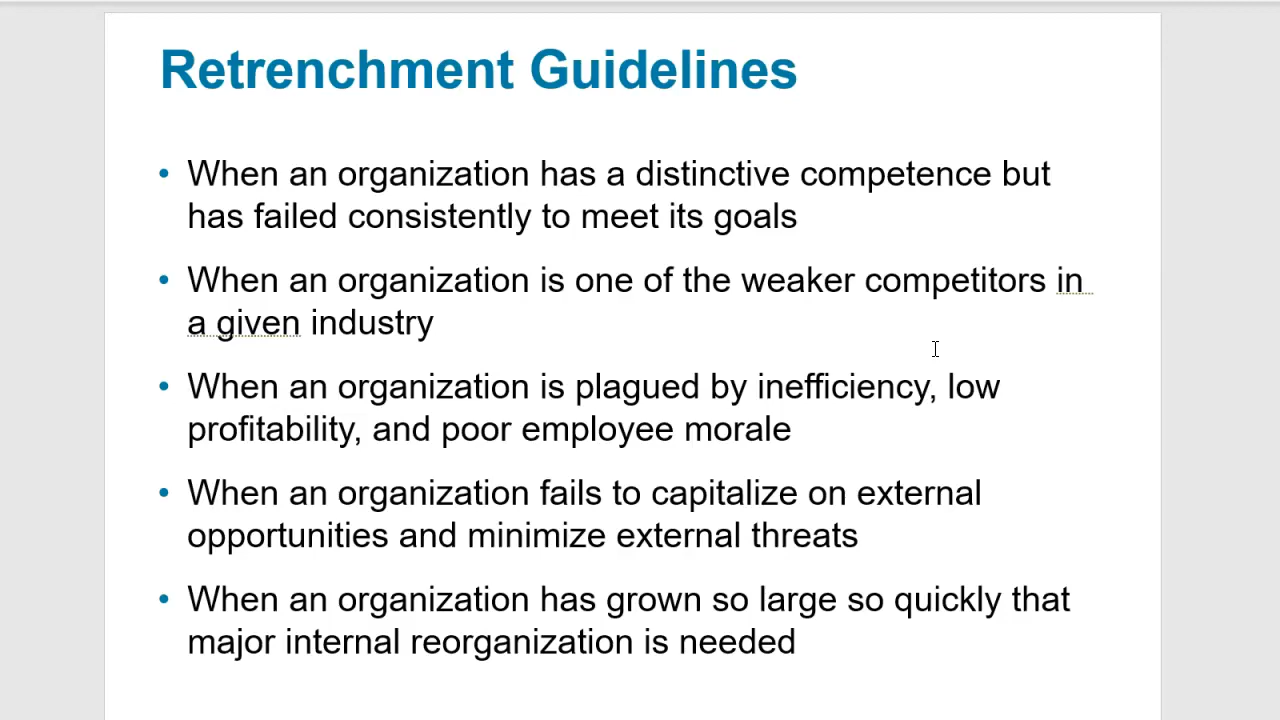 Retrenchment Guidelines
• When an organization has a distinctive competence but
has failed consistently to meet its goals
• When an organization is one of the weaker competitors in
a given industry
• When an organization is plagued by inefficiency, low
profitability, and poor employee morale
• When an organization fails to capitalize on external
opportunities and minimize external threats
• When an organization has grown so large so quickly that
major internal reorganization is needed